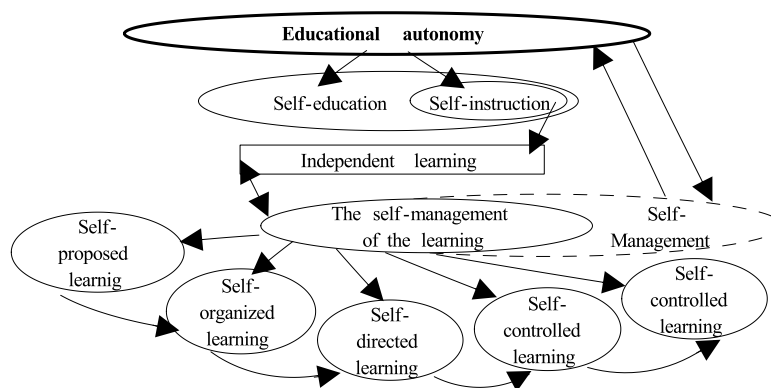 Educational autonomy
Self-education
Self-instruction
Independent learning
The self-management
of the learning
Self-
Management
Self-
proposed
learnig
Self-
organized
learning
Self-
directed
learning
Self-
controlled
learning
Self-
controlled
learning